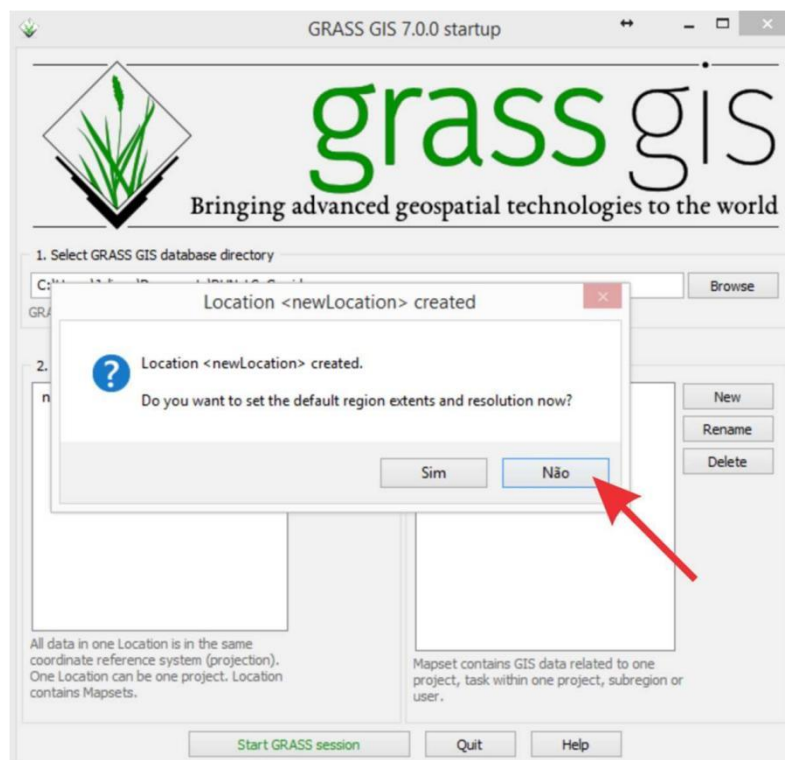 GRASS GIS 7.0.0 startup
grass gis
Bringing advanced geospatial technologies to the world
1. Select GRASS GIS database directory
C:
Browse
GRA
Location <newLocation> created
2.
n
Location <newLocation> created.
Do you want to set the default region extents and resolution now?
Sim
Não
New
Rename
Delete
All data in one Location is in the same
coordinate reference system (projection).
One Location can be one project. Location
contains Mapsets.
Mapset contains GIS data related to one
project, task within one project, subregion or
user.
Start GRASS session
Quit
Help